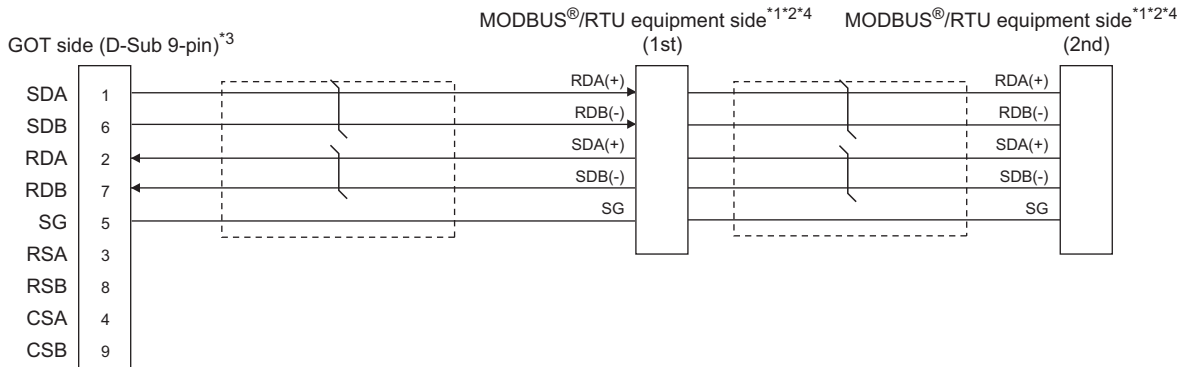 MODBUS®/RTU equipment side*1*2*4
(1st)
MODBUS®/RTU equipment side*1*2*4
(2nd)
GOT side (D-Sub 9-pin)*3
SDA 1 RDA(+) RDA(+)
SDB 6 RDB(-) RDB(-)
RDA 2 SDA(+) SDA(+)
RDB 7 SDB(-) SDB(-)
SG 5 SG SG
RSA 3
RSB 8
CSA 4
CSB 9